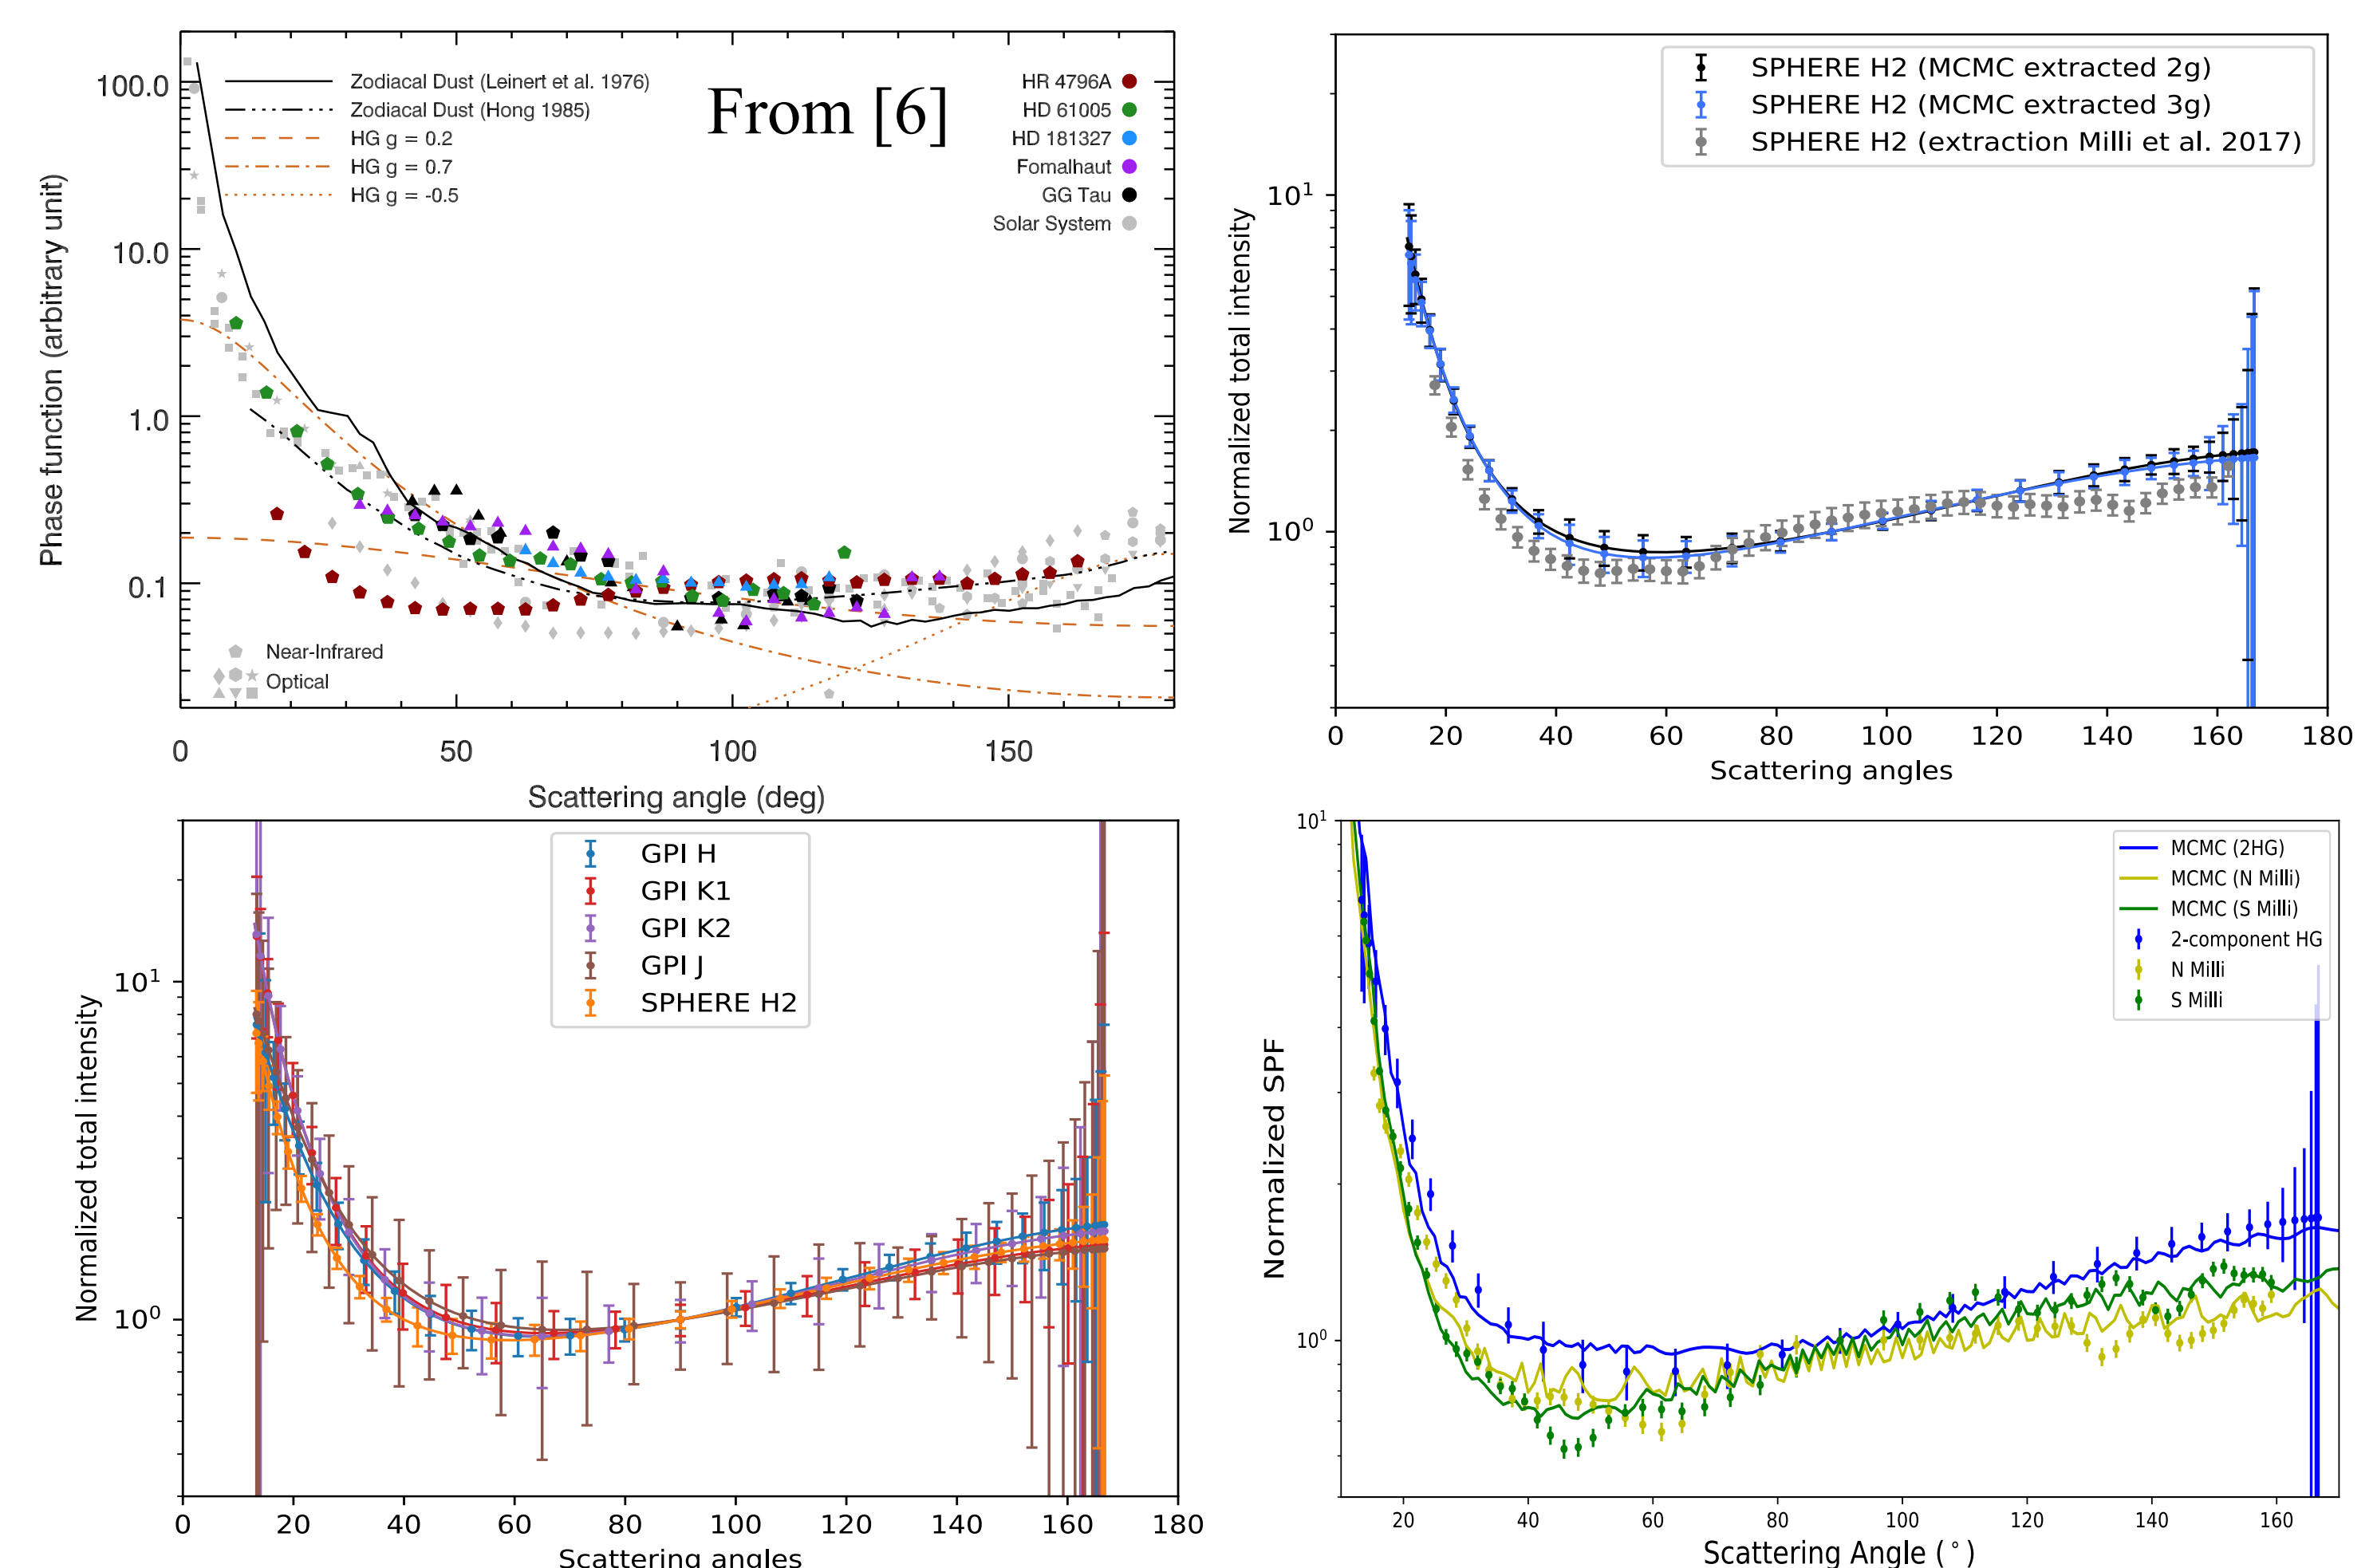 Zodiacal Dust (Leinert et al. 1976)
Zodiacal Dust (Hong 1985)
HG g = 0.2
HG g = 0.7
HG g = -0.5
From [6]
HR 4796A
HD 61005
HD 181327
Fomalhaut
GG Tau
Solar System
Near-Infrared
Optical
Phase function (arbitrary unit)
100.0
10.0
1.0
0.1
0 50 100 150
Scattering angle (deg)
SPHERE H2 (MCMC extracted 2g)
SPHERE H2 (MCMC extracted 3g)
SPHERE H2 (extraction Milli et al. 2017)
Normalized total intensity
10¹
10⁰
0 20 40 60 80 100 120 140 160 180
Scattering angles
GPI H
GPI K1
GPI K2
GPI J
SPHERE H2
Normalized total intensity
10¹
10⁰
0 20 40 60 80 100 120 140 160 180
Scattering angles
MCMC (2HG)
MCMC (N Milli)
MCMC (S Milli)
2-component HG
N Milli
S Milli
Normalized SPF
10¹
10⁰
20 40 60 80 100 120 140 160
Scattering Angle (°)